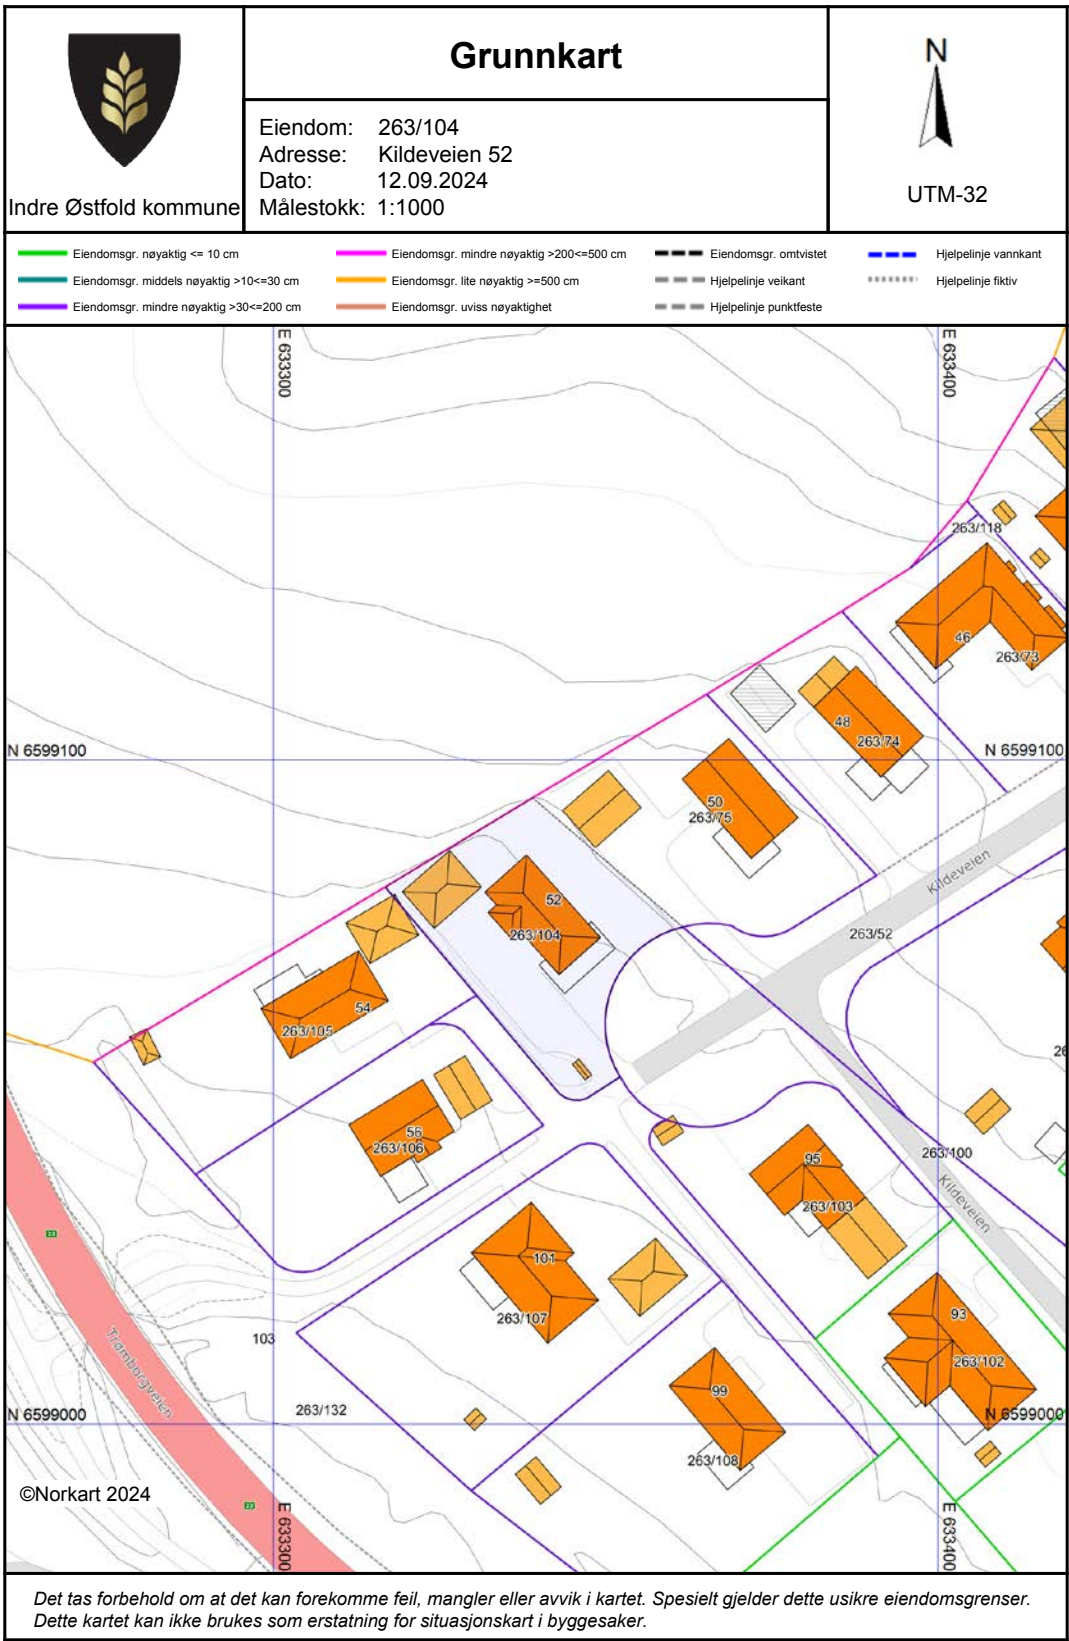 Grunnkart
Eiendom: 263/104
Adresse: Kildeveien 52
Dato: 12.09.2024
Målestokk: 1:1000
Indre Østfold kommune
N
UTM-32
Eiendomsgr. nøyaktig <= 10 cm
Eiendomsgr. middels nøyaktig >10<=30 cm
Eiendomsgr. mindre nøyaktig >30<=200 cm
Eiendomsgr. mindre nøyaktig >200<=500 cm
Eiendomsgr. lite nøyaktig >=500 cm
Eiendomsgr. uviss nøyaktighet
Eiendomsgr. omtvistet
Hjelpelinje veikant
Hjelpelinje punktfeste
Hjelpelinje vannkant
Hjelpelinje fiktiv
E 633300
E 633400
263/118
46
263/73
48
263/74
N 6599100
N 6599100
50
263/75
Kildeveien
52
263/104
263/52
54
263/105
56
263/106
263/100
95
263/103
Kildeveien
101
263/107
93
263/102
103
Trømborgveien
99
263/132
N 6599000
N 6599000
263/108
©Norkart 2024
22
22
E 633300
E 633400
Det tas forbehold om at det kan forekomme feil, mangler eller avvik i kartet. Spesielt gjelder dette usikre eiendomsgrenser.
Dette kartet kan ikke brukes som erstatning for situasjonskart i byggesaker.